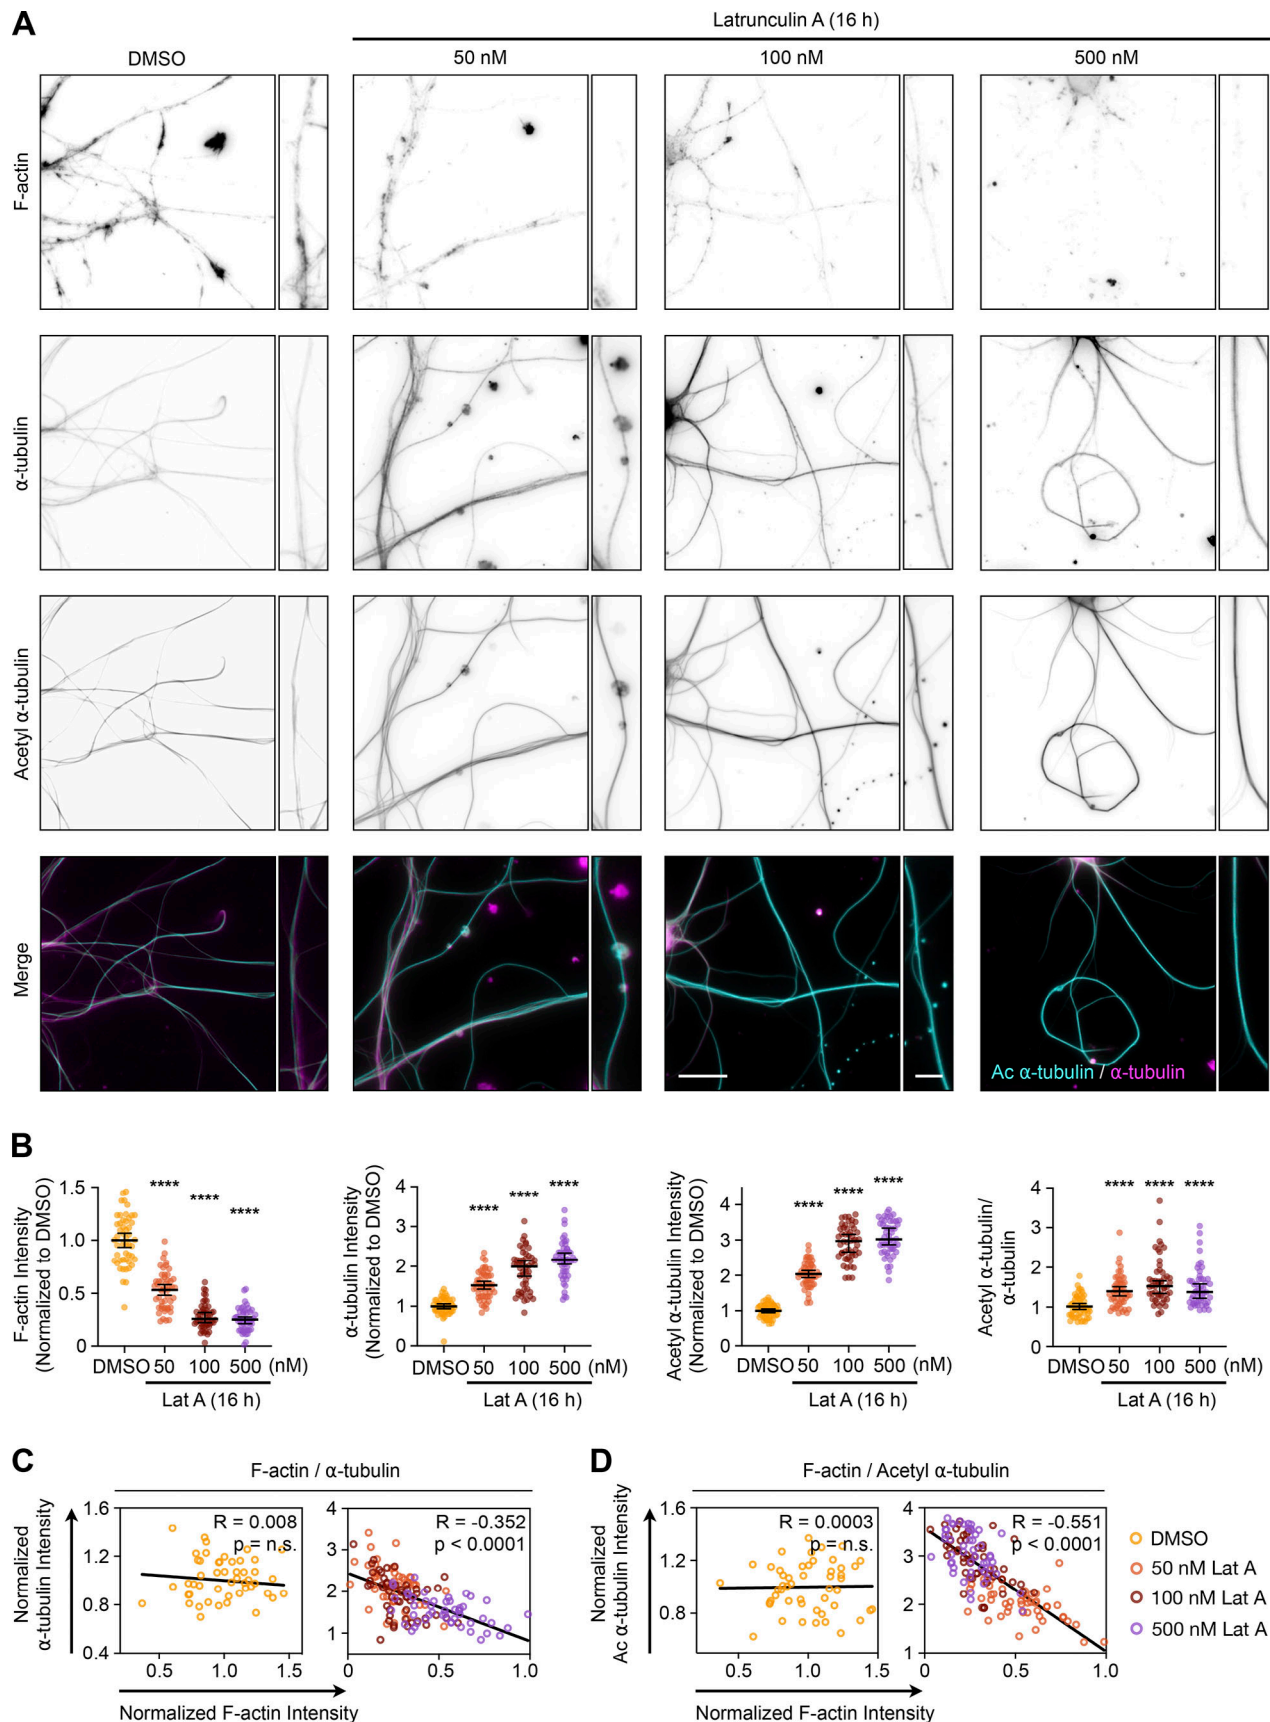 A
Latrunculin A (16 h)
DMSO
50 nM
100 nM
500 nM
F-actin
α-tubulin
Acetyl α-tubulin
Merge
Ac α-tubulin / α-tubulin
B
F-actin Intensity
(Normalized to DMSO)
1.5
1.0
0.5
0
****
****
****
DMSO 50 100 500 (nM)
Lat A (16 h)
α-tubulin Intensity
(Normalized to DMSO)
4
3
2
1
0
****
****
****
DMSO 50 100 500 (nM)
Lat A (16 h)
Acetyl α-tubulin Intensity
(Normalized to DMSO)
4
3
2
1
0
****
****
****
DMSO 50 100 500 (nM)
Lat A (16 h)
Acetyl α-tubulin/
α-tubulin
4
3
2
1
0
**** **** ****
DMSO 50 100 500 (nM)
Lat A (16 h)
C
F-actin / α-tubulin
Normalized
α-tubulin Intensity
1.6
1.2
0.8
0.4
R = 0.008
p = n.s.
0.5 1.0 1.5
4
3
2
1
R = -0.352
p < 0.0001
0 0.5 1.0
Normalized F-actin Intensity
D
F-actin / Acetyl α-tubulin
Normalized
Ac α-tubulin Intensity
1.6
1.2
0.8
R = 0.0003
p = n.s.
0.5 1.0 1.5
4
3
2
1
R = -0.551
p < 0.0001
0 0.5 1.0
Normalized F-actin Intensity
DMSO
50 nM Lat A
100 nM Lat A
500 nM Lat A